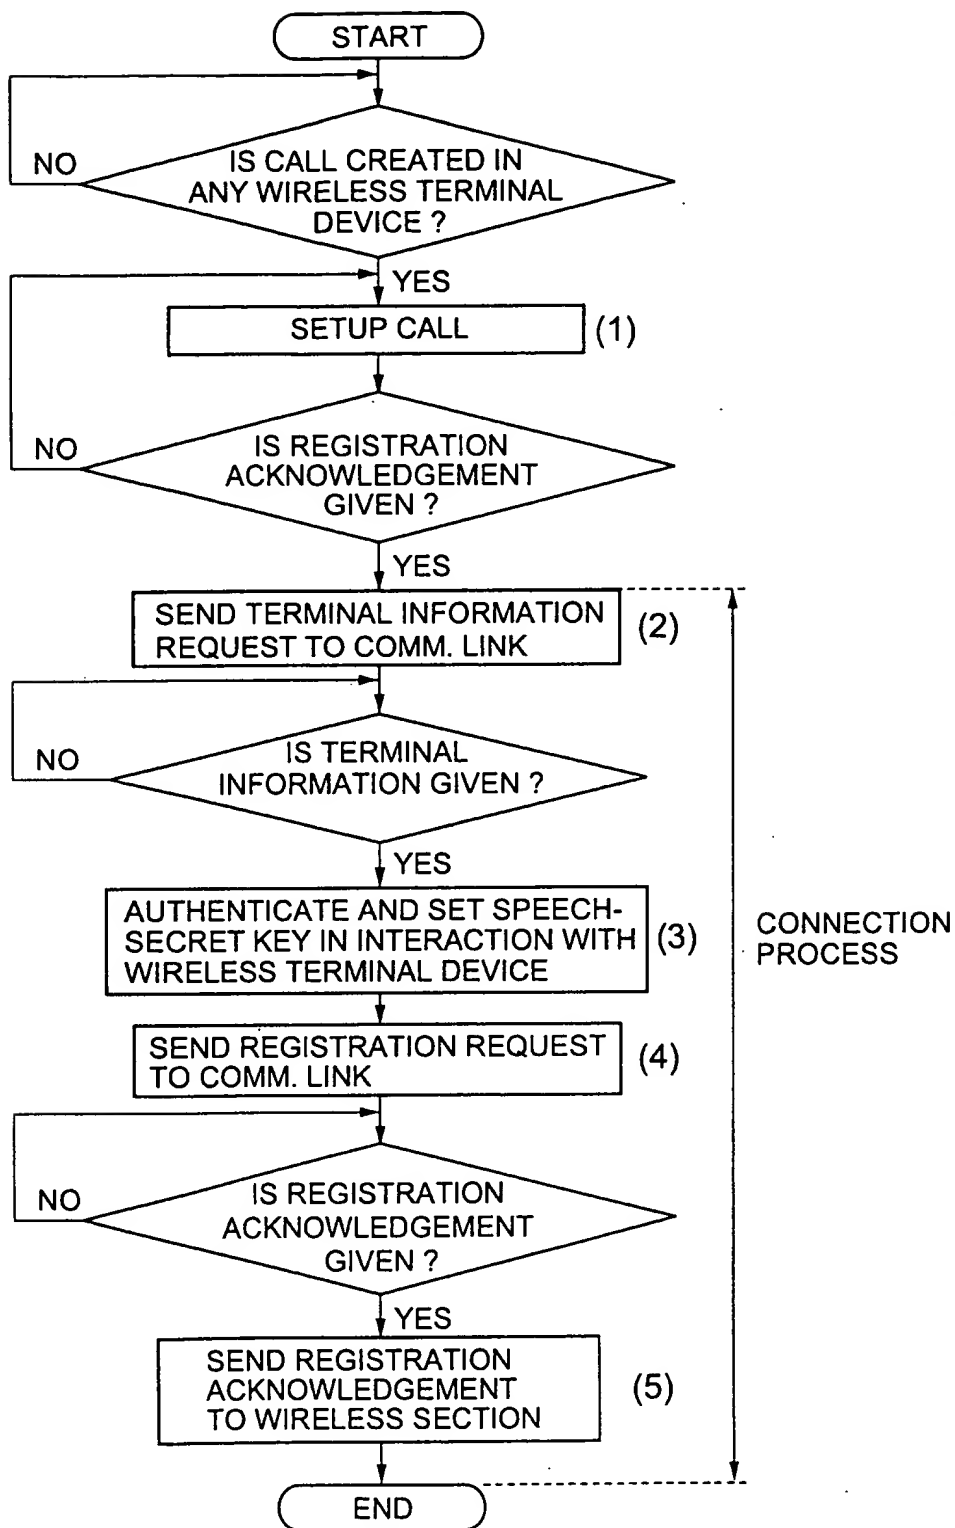 START
NO
IS CALL CREATED IN
ANY WIRELESS TERMINAL
DEVICE ?
YES
SETUP CALL
(1)
NO
IS REGISTRATION
ACKNOWLEDGEMENT
GIVEN ?
YES
SEND TERMINAL INFORMATION
REQUEST TO COMM. LINK
(2)
NO
IS TERMINAL
INFORMATION GIVEN ?
YES
AUTHENTICATE AND SET SPEECH-
SECRET KEY IN INTERACTION WITH
WIRELESS TERMINAL DEVICE
(3)
CONNECTION
PROCESS
SEND REGISTRATION REQUEST
TO COMM. LINK
(4)
NO
IS REGISTRATION
ACKNOWLEDGEMENT
GIVEN ?
YES
SEND REGISTRATION
ACKNOWLEDGEMENT
TO WIRELESS SECTION
(5)
END